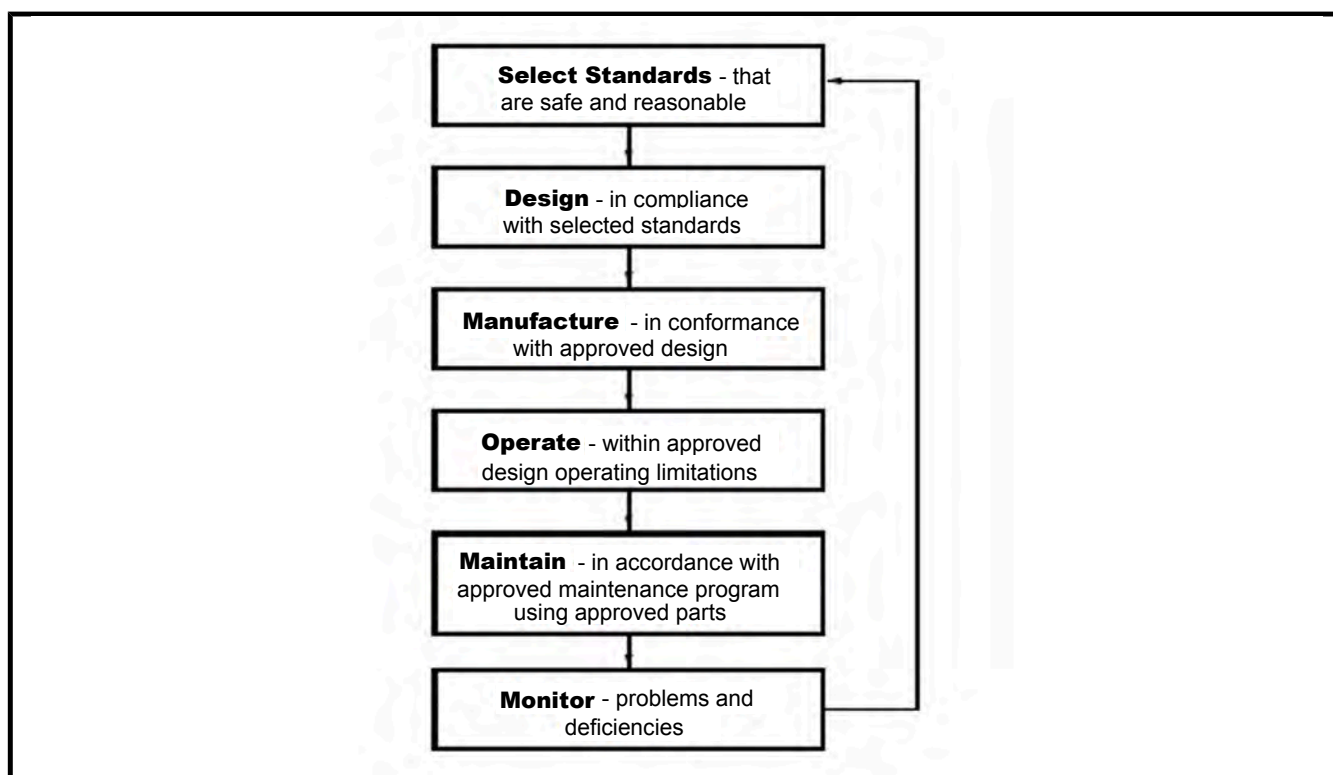 Select Standards - that
are safe and reasonable
Design - in compliance
with selected standards
Manufacture - in conformance
with approved design
Operate - within approved
design operating limitations
Maintain - in accordance with
approved maintenance program
using approved parts
Monitor - problems and
deficiencies